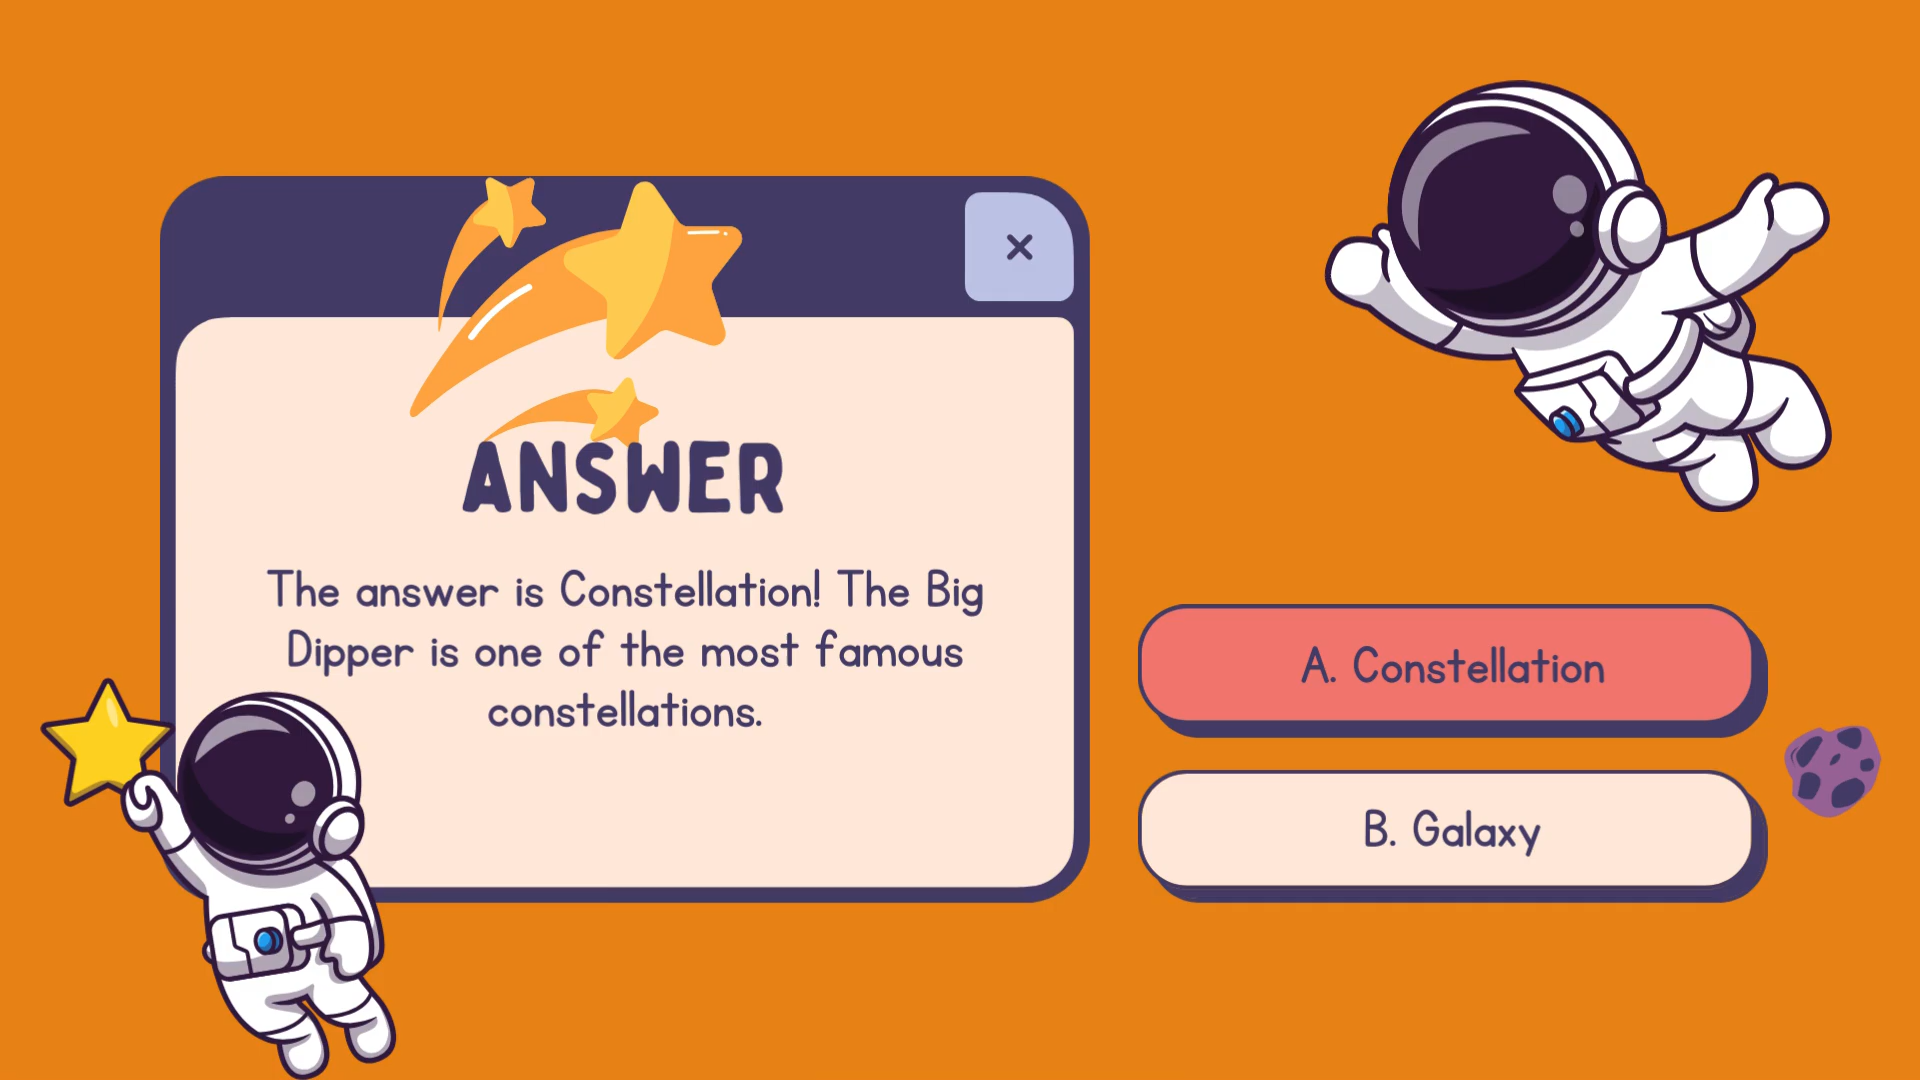 ANSWER
The answer is Constellation! The Big
Dipper is one of the most famous
constellations.
A. Constellation
B. Galaxy